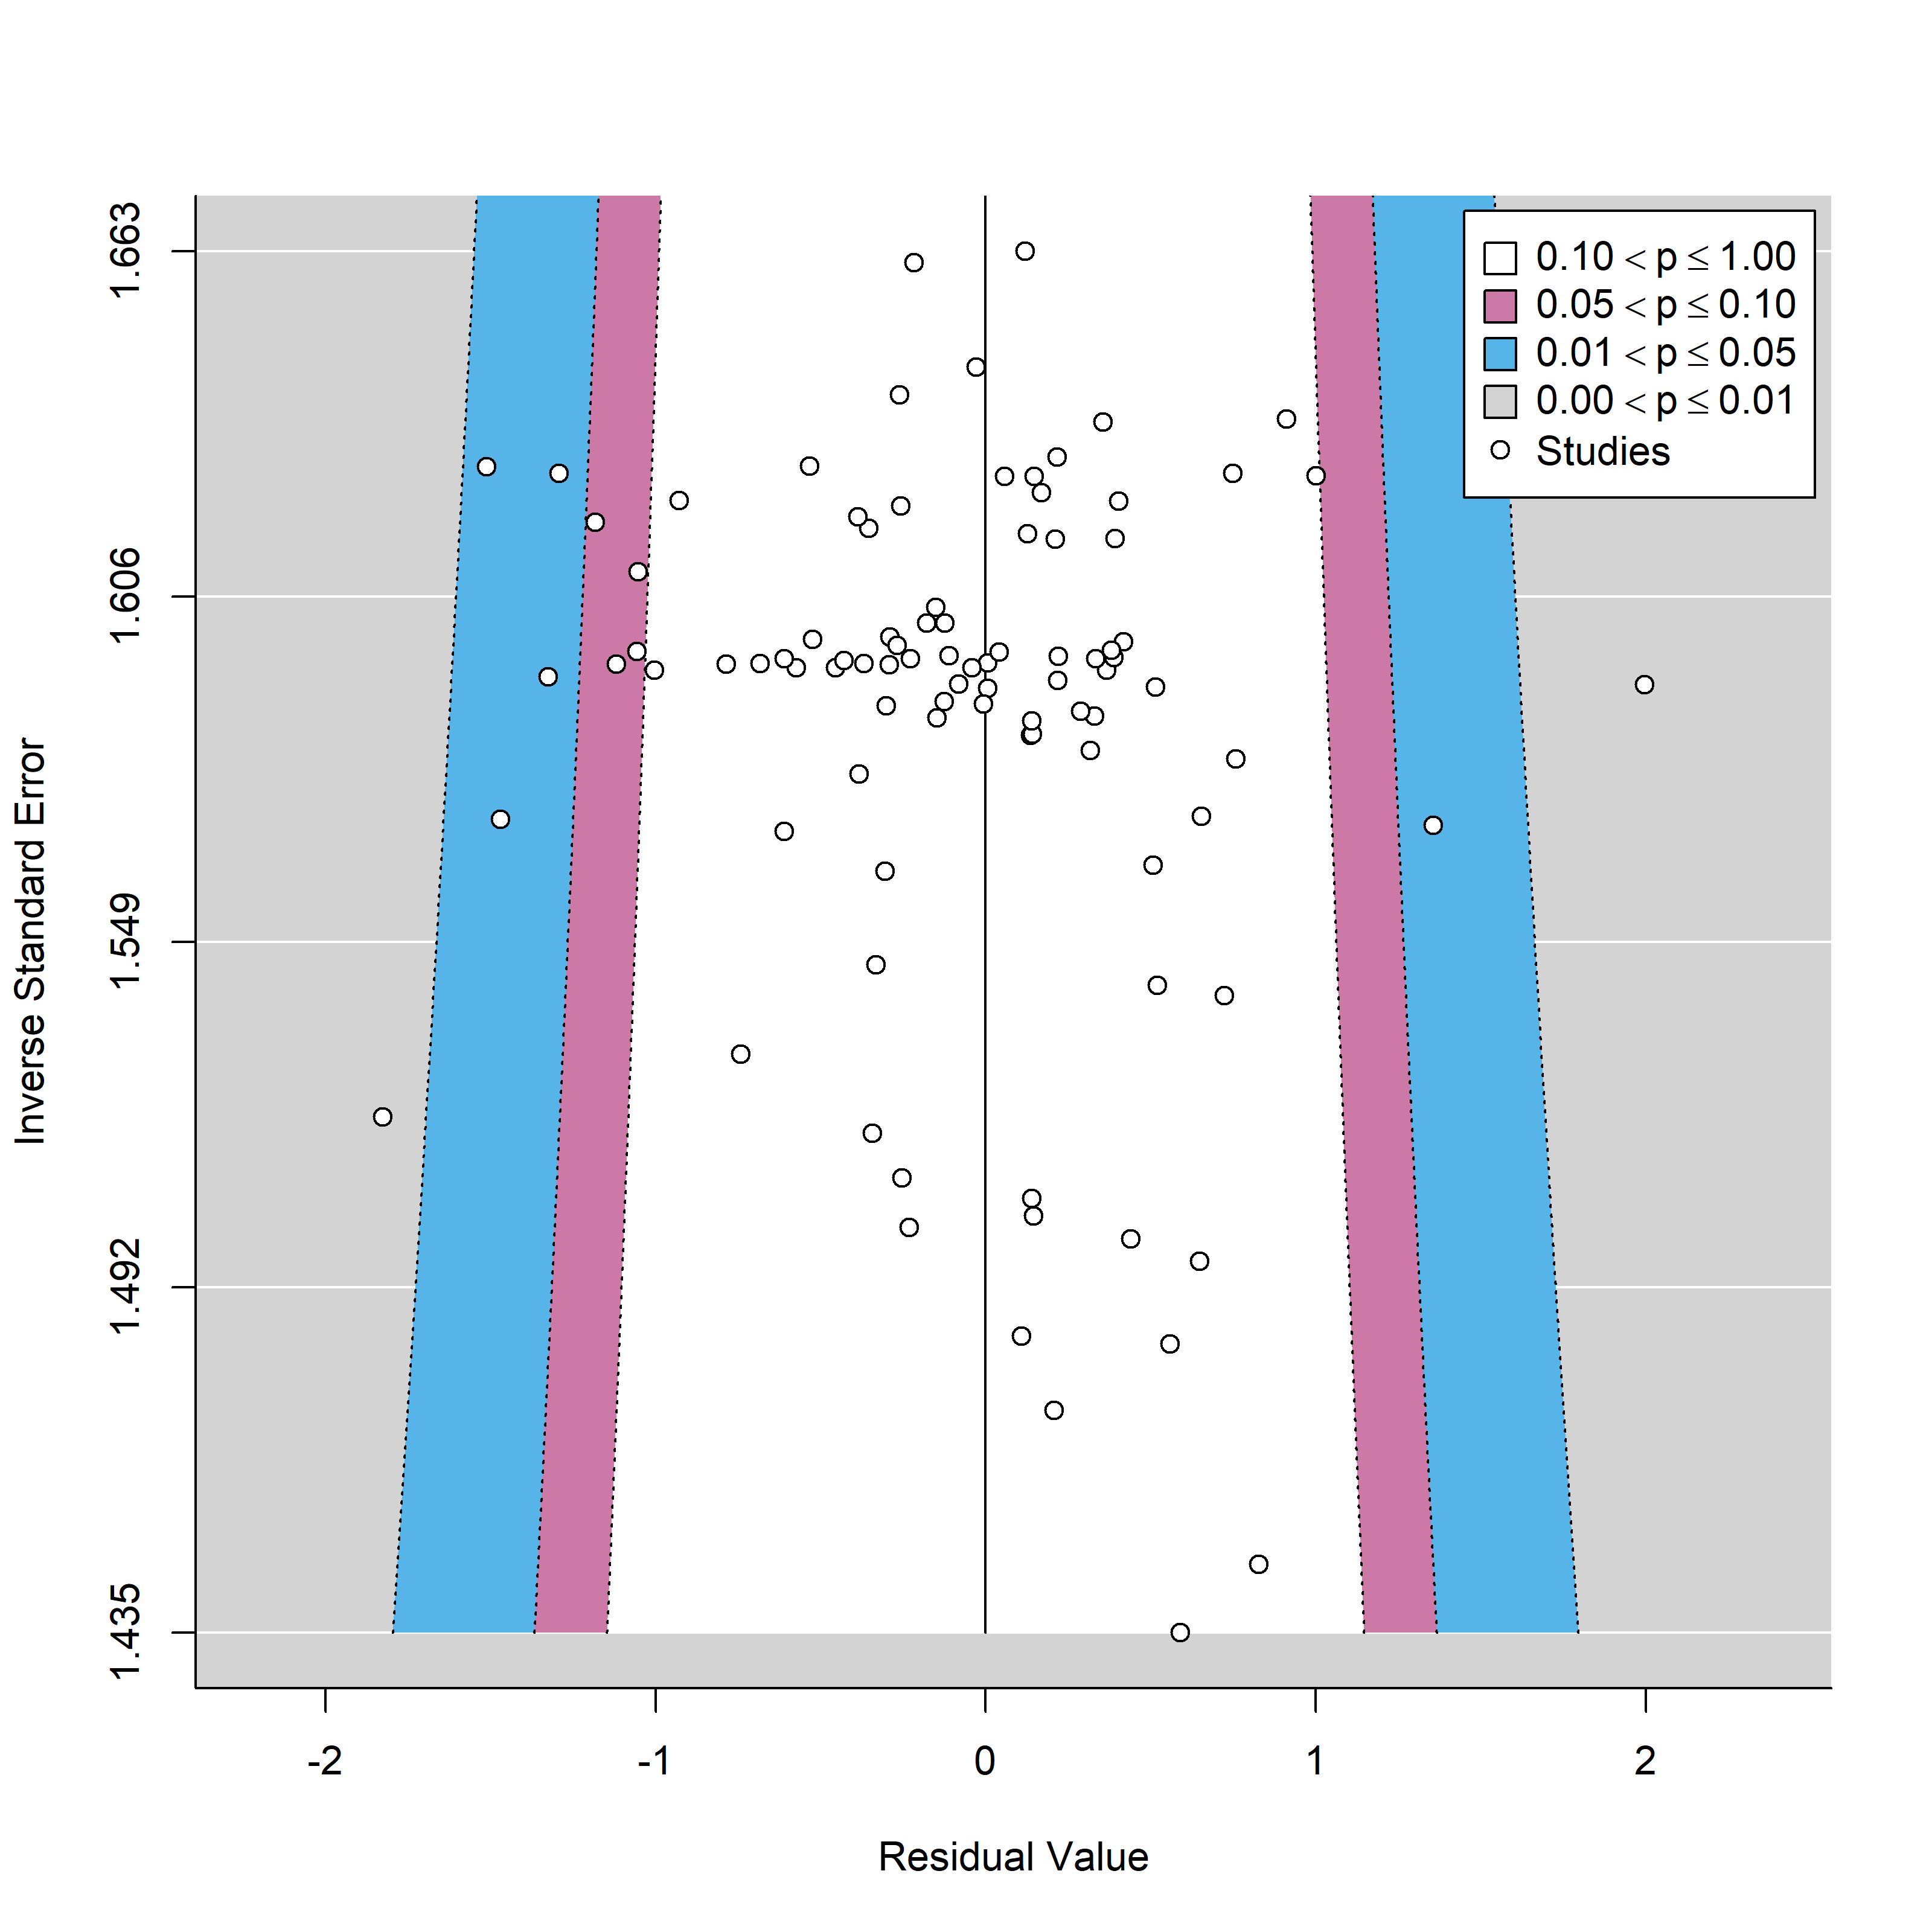 0.10 < p ≤ 1.00
0.05 < p ≤ 0.10
0.01 < p ≤ 0.05
0.00 < p ≤ 0.01
Studies
Inverse Standard Error
1.663
1.606
1.549
1.492
1.435
-2 -1 0 1 2
Residual Value